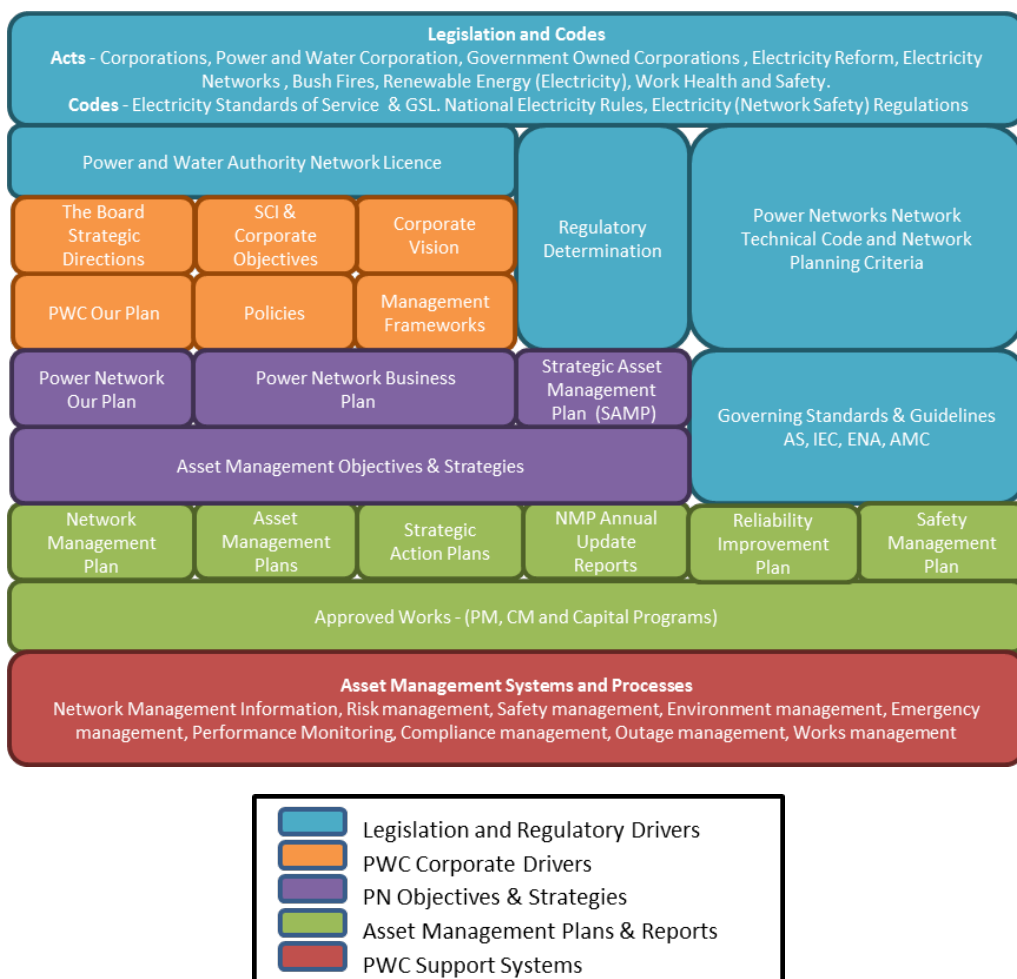 Legislation and Codes
Acts - Corporations, Power and Water Corporation, Government Owned Corporations , Electricity Reform, Electricity
Networks , Bush Fires, Renewable Energy (Electricity), Work Health and Safety.
Codes - Electricity Standards of Service & GSL. National Electricity Rules, Electricity (Network Safety) Regulations
Power and Water Authority Network Licence
Regulatory
Determination
Power Networks Network
Technical Code and Network
Planning Criteria
The Board
Strategic
Directions
SCI &
Corporate
Objectives
Corporate
Vision
PWC Our Plan
Policies
Management
Frameworks
Power Network
Our Plan
Power Network Business
Plan
Strategic Asset
Management
Plan (SAMP)
Governing Standards & Guidelines
AS, IEC, ENA, AMC
Asset Management Objectives & Strategies
Network
Management
Plan
Asset
Management
Plans
Strategic
Action Plans
NMP Annual
Update
Reports
Reliability
Improvement
Plan
Safety
Management
Plan
Approved Works - (PM, CM and Capital Programs)
Asset Management Systems and Processes
Network Management Information, Risk management, Safety management, Environment management, Emergency
management, Performance Monitoring, Compliance management, Outage management, Works management
Legislation and Regulatory Drivers
PWC Corporate Drivers
PN Objectives & Strategies
Asset Management Plans & Reports
PWC Support Systems